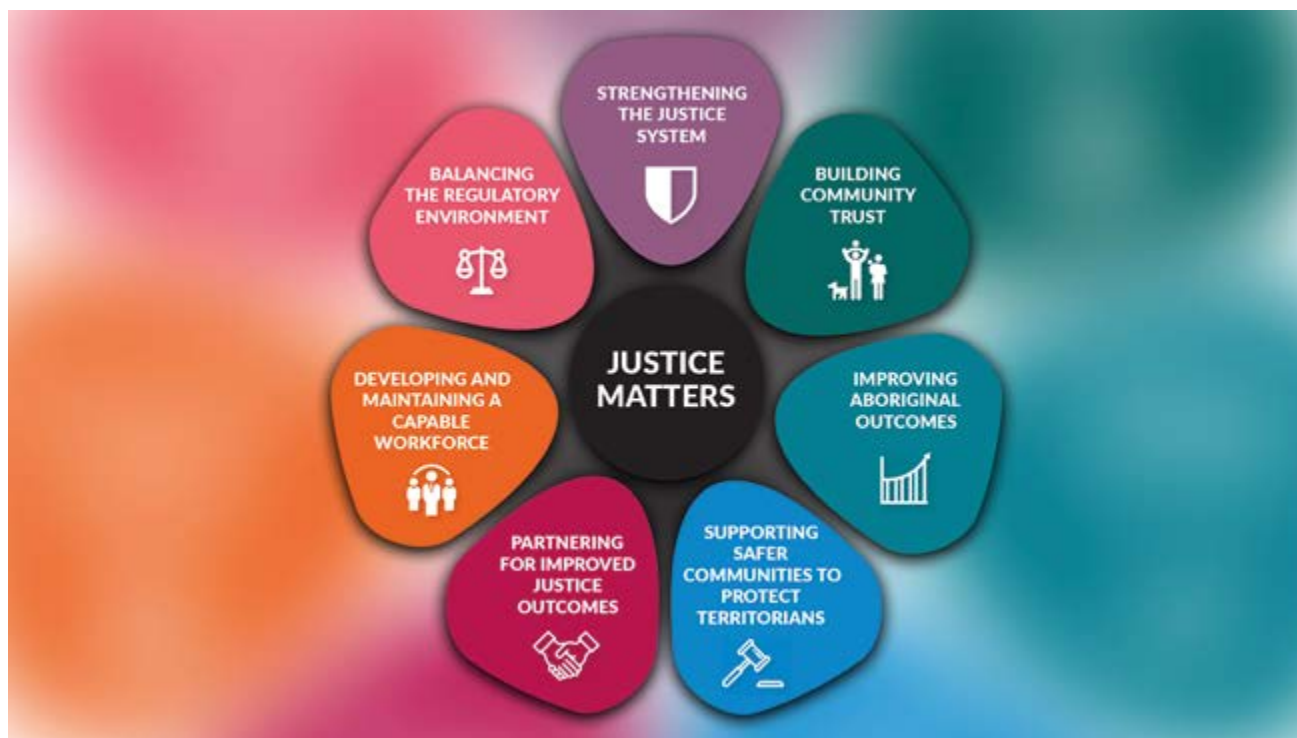 STRENGTHENING
THE JUSTICE
SYSTEM
BUILDING
COMMUNITY
TRUST
IMPROVING
ABORIGINAL
OUTCOMES
SUPPORTING
SAFER
COMMUNITIES TO
PROTECT
TERRITORIANS
PARTNERING
FOR IMPROVED
JUSTICE
OUTCOMES
DEVELOPING AND
MAINTAINING A
CAPABLE
WORKFORCE
BALANCING
THE REGULATORY
ENVIRONMENT
JUSTICE
MATTERS